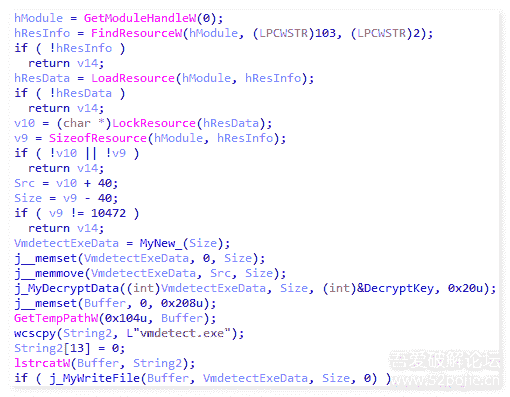 hModule = GetModuleHandleW(0);
hResInfo = FindResourceW(hModule, (LPCWSTR)103, (LPCWSTR)2);
if ( !hResInfo )
return v14;
hResData = LoadResource(hModule, hResInfo);
if ( !hResData )
return v14;
v10 = (char *)LockResource(hResData);
v9 = SizeofResource(hModule, hResInfo);
if ( !v10 || !v9 )
return v14;
Src = v10 + 40;
Size = v9 - 40;
if ( v9 != 10472 )
return v14;
VmdetectExeData = MyNew_(Size);
j__memset(VmdetectExeData, 0, Size);
j__memmove(VmdetectExeData, Src, Size);
j_MyDecryptData((int)VmdetectExeData, Size, (int)&DecryptKey, 0x20u);
j__memset(Buffer, 0, 0x208u);
GetTempPathW(0x104u, Buffer);
wcscpy(String2, L"vmdetect.exe");
String2[13] = 0;
lstrcatW(Buffer, String2);
if ( j_MyWriteFile(Buffer, VmdetectExeData, Size, 0) )
吾爱破解论坛
www.52pojie.cn